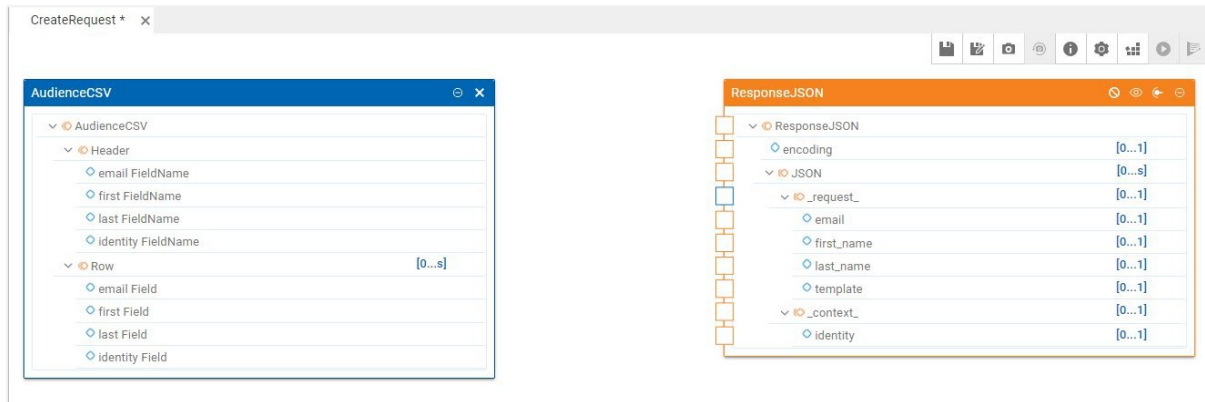 CreateRequest *
AudienceCSV
AudienceCSV
Header
email FieldName
first FieldName
last FieldName
identity FieldName
Row [0...s]
email Field
first Field
last Field
identity Field
ResponseJSON
ResponseJSON
encoding [0...1]
JSON [0...s]
_request_ [0...1]
email [0...1]
first_name [0...1]
last_name [0...1]
template [0...1]
_context_ [0...1]
identity [0...1]